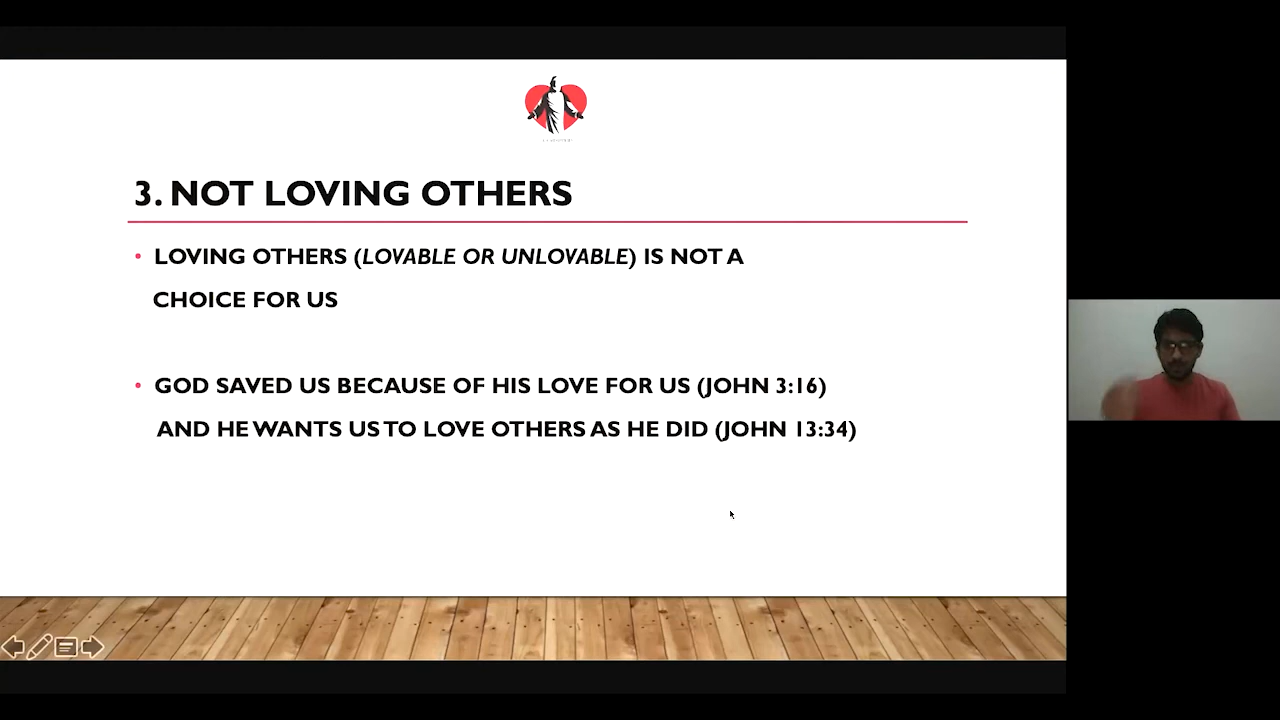 3. NOT LOVING OTHERS
• LOVING OTHERS (LOVABLE OR UNLOVABLE) IS NOT A
CHOICE FOR US
• GOD SAVED US BECAUSE OF HIS LOVE FOR US (JOHN 3:16)
AND HE WANTS US TO LOVE OTHERS AS HE DID (JOHN 13:34)